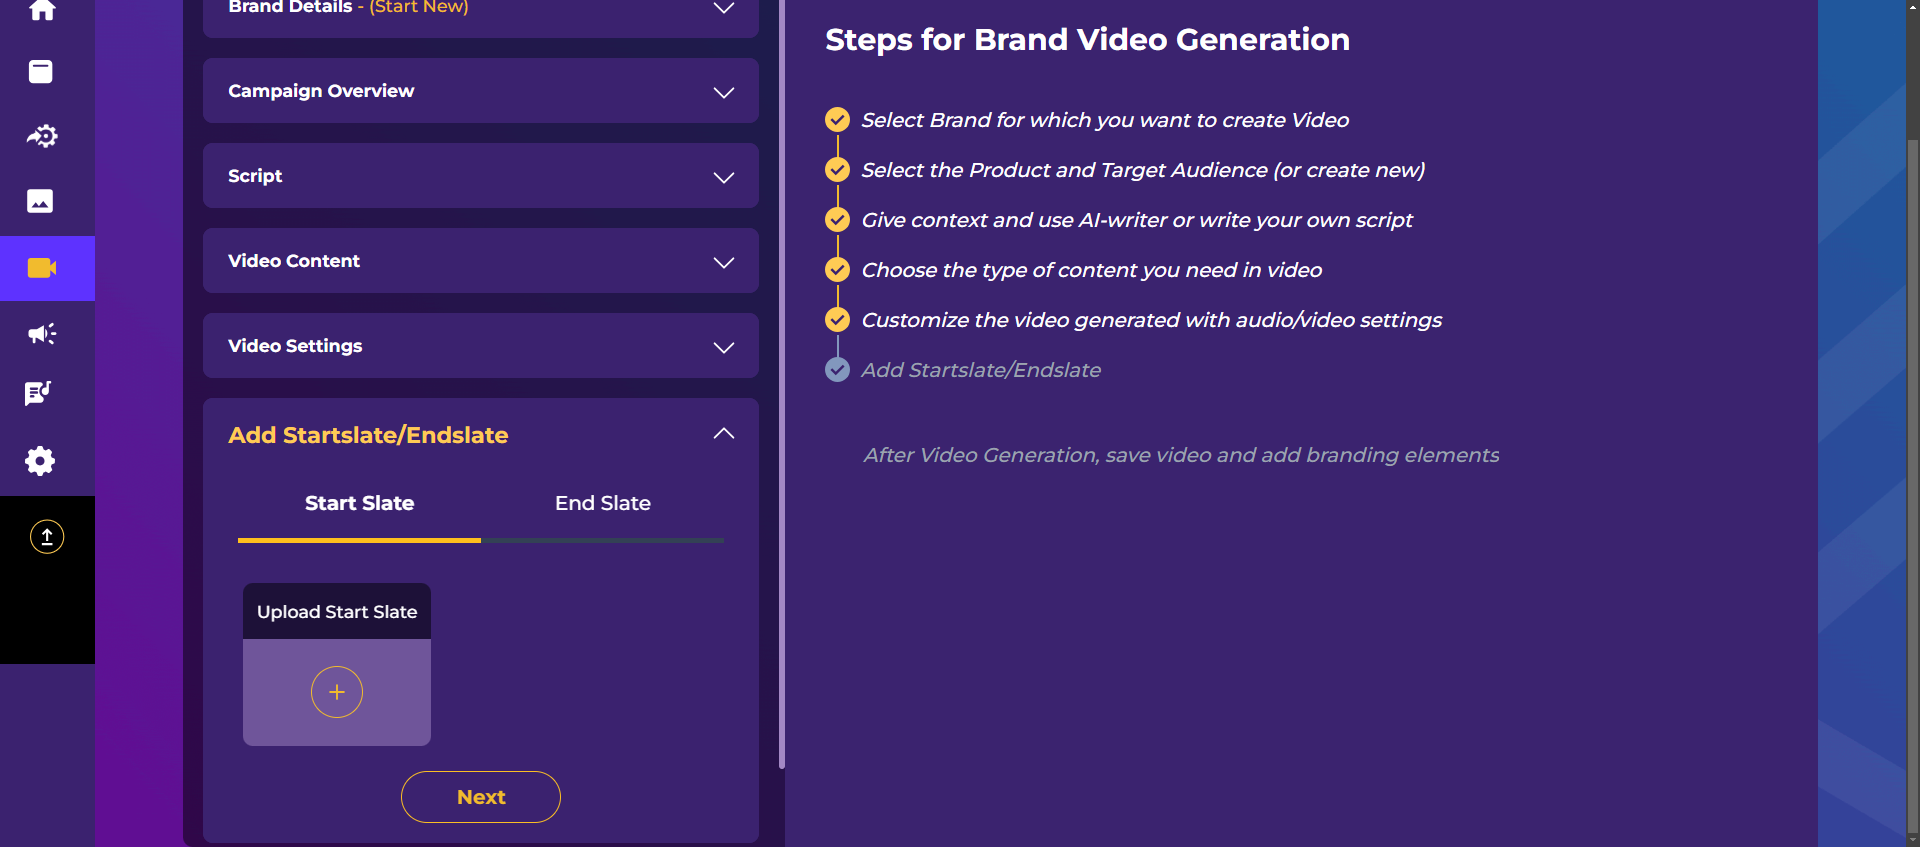 Brand Details - (Start New)
Campaign Overview
Script
Video Content
Video Settings
Add Startslate/Endslate
Start Slate
End Slate
Upload Start Slate
Next
Steps for Brand Video Generation
Select Brand for which you want to create Video
Select the Product and Target Audience (or create new)
Give context and use AI-writer or write your own script
Choose the type of content you need in video
Customize the video generated with audio/video settings
Add Startslate/Endslate
After Video Generation, save video and add branding elements